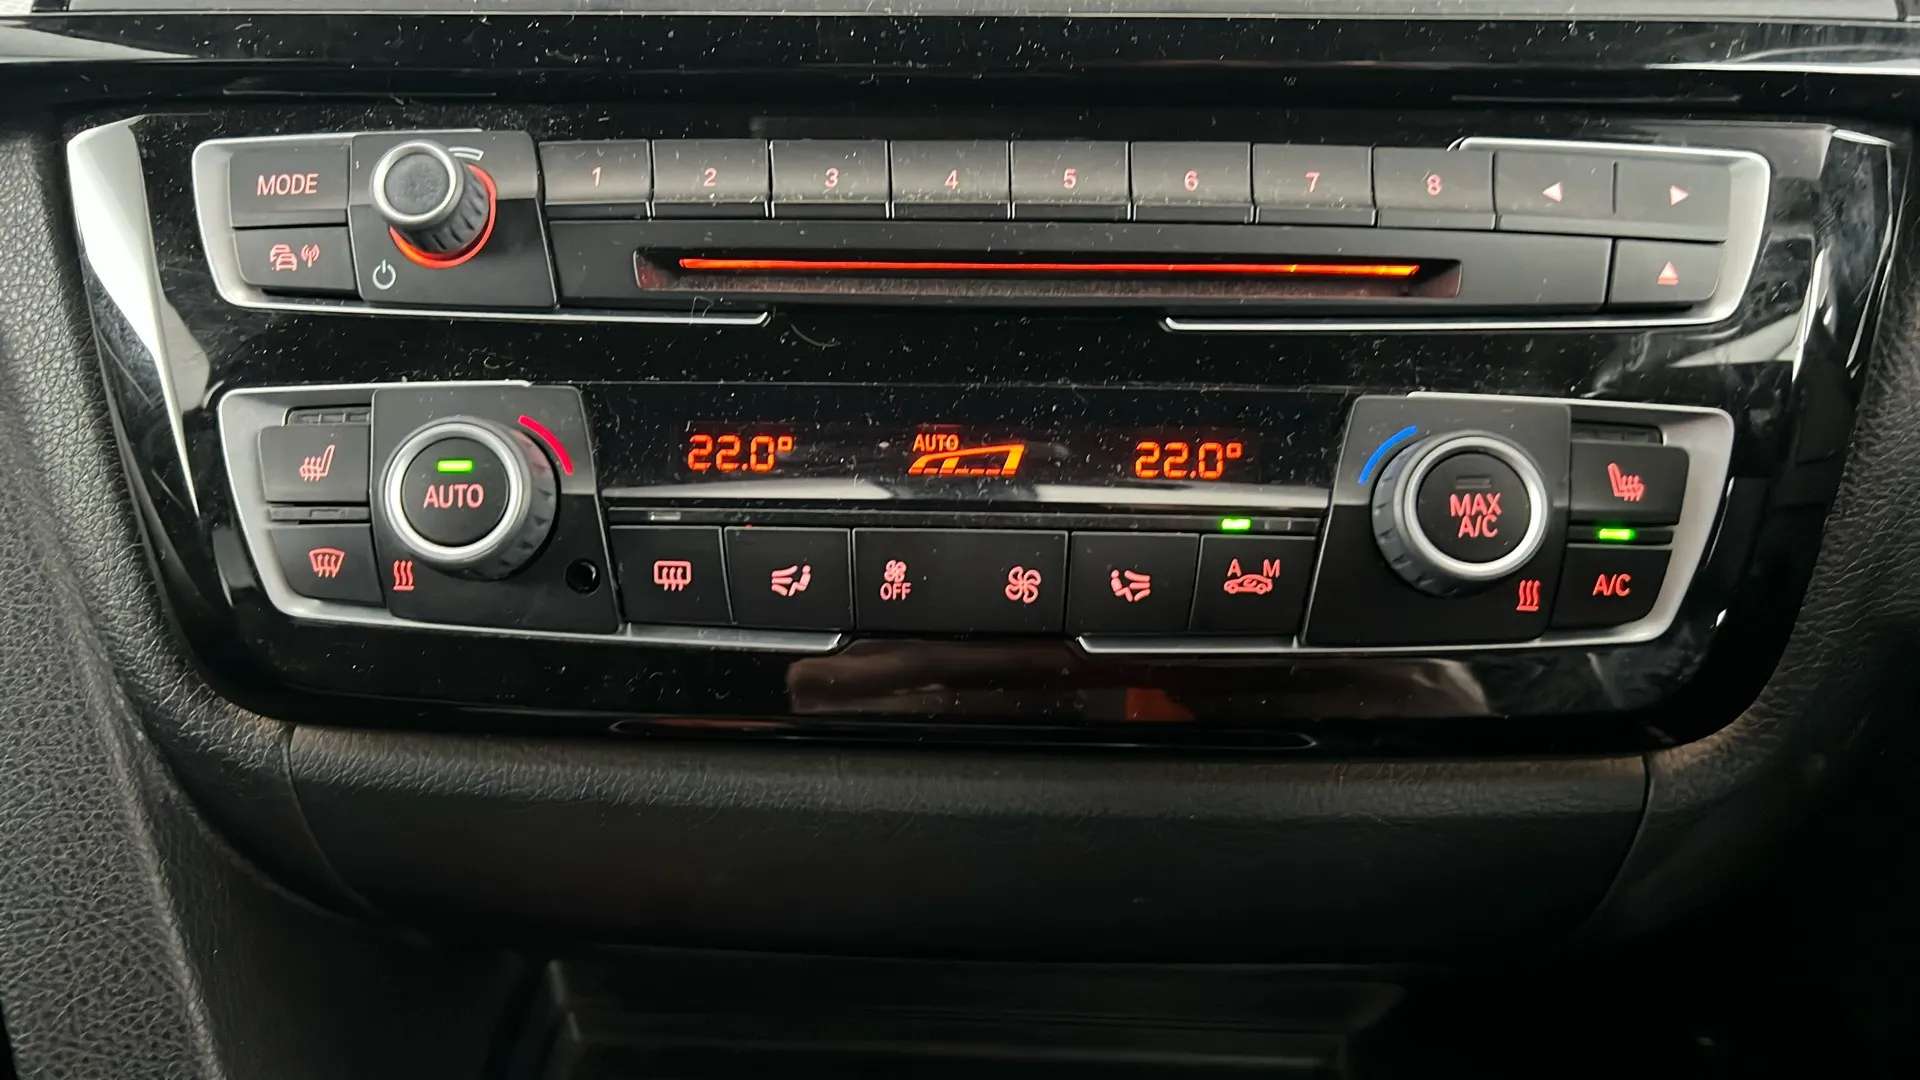 MODE
1 2 3 4 5 6 7 8
22.0° AUTO 22.0°
AUTO
MAX
A/C
OFF
A M
A/C